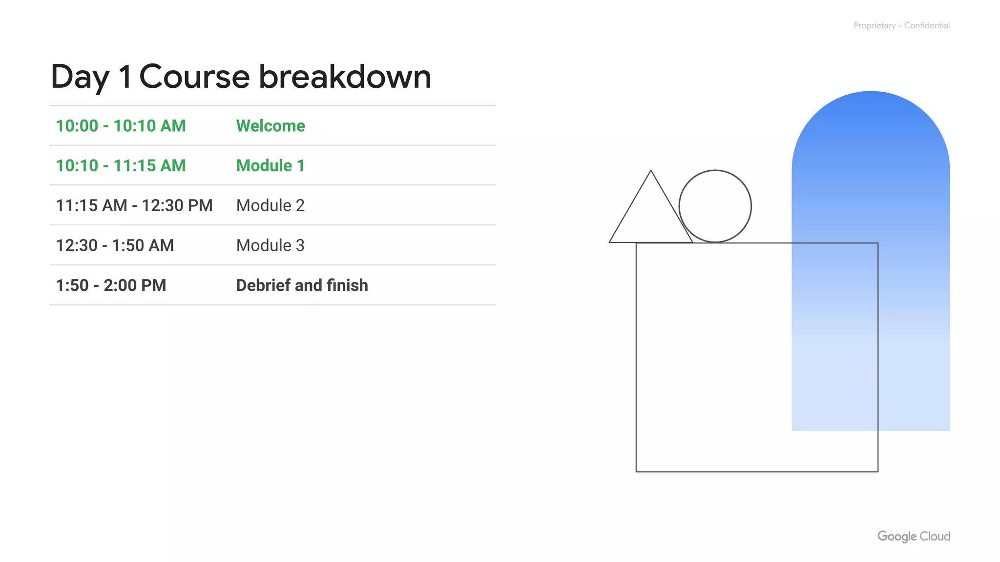 Proprietary + Confidential
Day 1 Course breakdown
10:00 - 10:10 AM Welcome
10:10 - 11:15 AM Module 1
11:15 AM - 12:30 PM Module 2
12:30 - 1:50 AM Module 3
1:50 - 2:00 PM Debrief and finish
Google Cloud